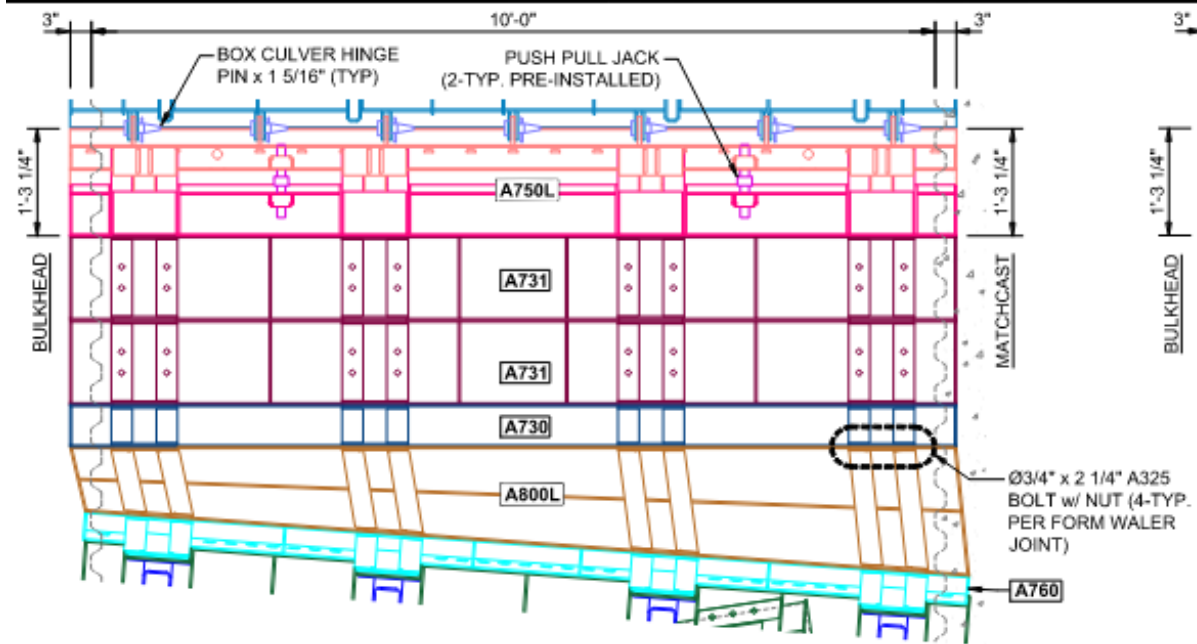 3"
10'-0"
3"
3"
BOX CULVER HINGE
PIN x 1 5/16" (TYP)
PUSH PULL JACK
(2-TYP. PRE-INSTALLED)
1'-3 1/4"
1'-3 1/4"
1'-3 1/4"
A750L
BULKHEAD
MATCHCAST
BULKHEAD
A731
A731
A730
A800L
Ø3/4" x 2 1/4" A325
BOLT w/ NUT (4-TYP.
PER FORM WALER
JOINT)
A760